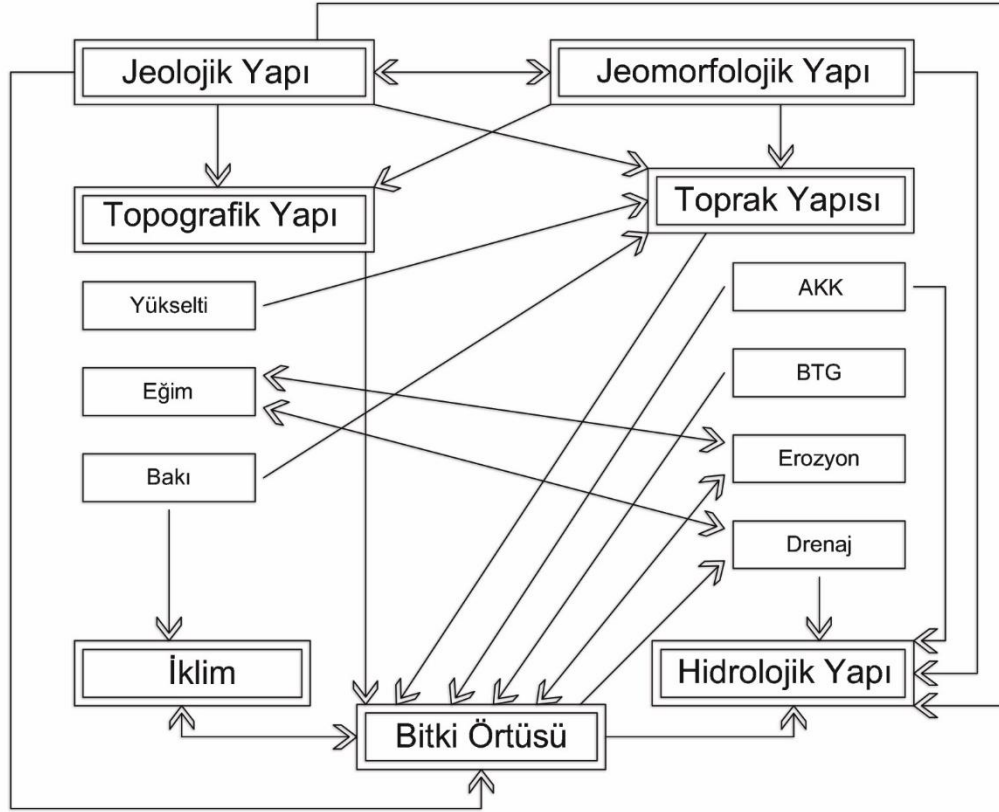 Jeolojik Yapı
Jeomorfolojik Yapı
Topografik Yapı
Toprak Yapısı
Yükselti
AKK
Eğim
BTG
Erozyon
Bakı
Drenaj
İklim
Hidrolojik Yapı
Bitki Örtüsü